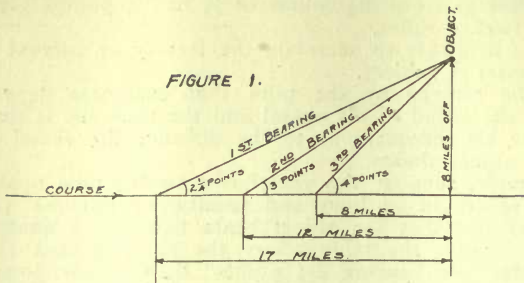 FIGURE 1.
OBJECT.
1ST. BEARING
2ND BEARING
3RD BEARING
8 MILES OFF
COURSE
2¼ POINTS
3 POINTS
4 POINTS
8 MILES
12 MILES
17 MILES